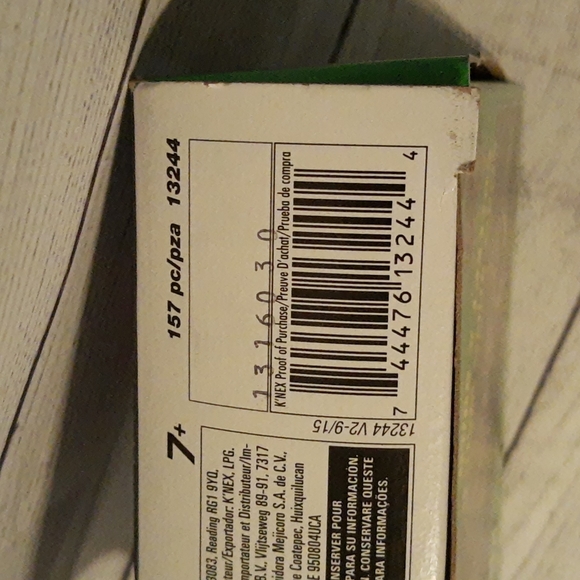 157 pc/pza 13244
1316030
K'NEX Proof of Purchase/Preuve D'achat/Prueba de compra
7 44476 13244 4
13244 V2-9/15
7+
3083, Reading RG1 9YQ.
teur/Exportador: K'NEX, LPG.
mportateur et Distributeur/Im-
B.V. Vlijtseweg 89-91, 7317
idora Mejicoro S.A. de C.V.
e Coatepec, Huixquilucan
E 950804UCA
NSERVER POUR
PARA SU INFORMACIÓN.
. CONSERVARE QUESTE
ARA INFORMAÇÕES.